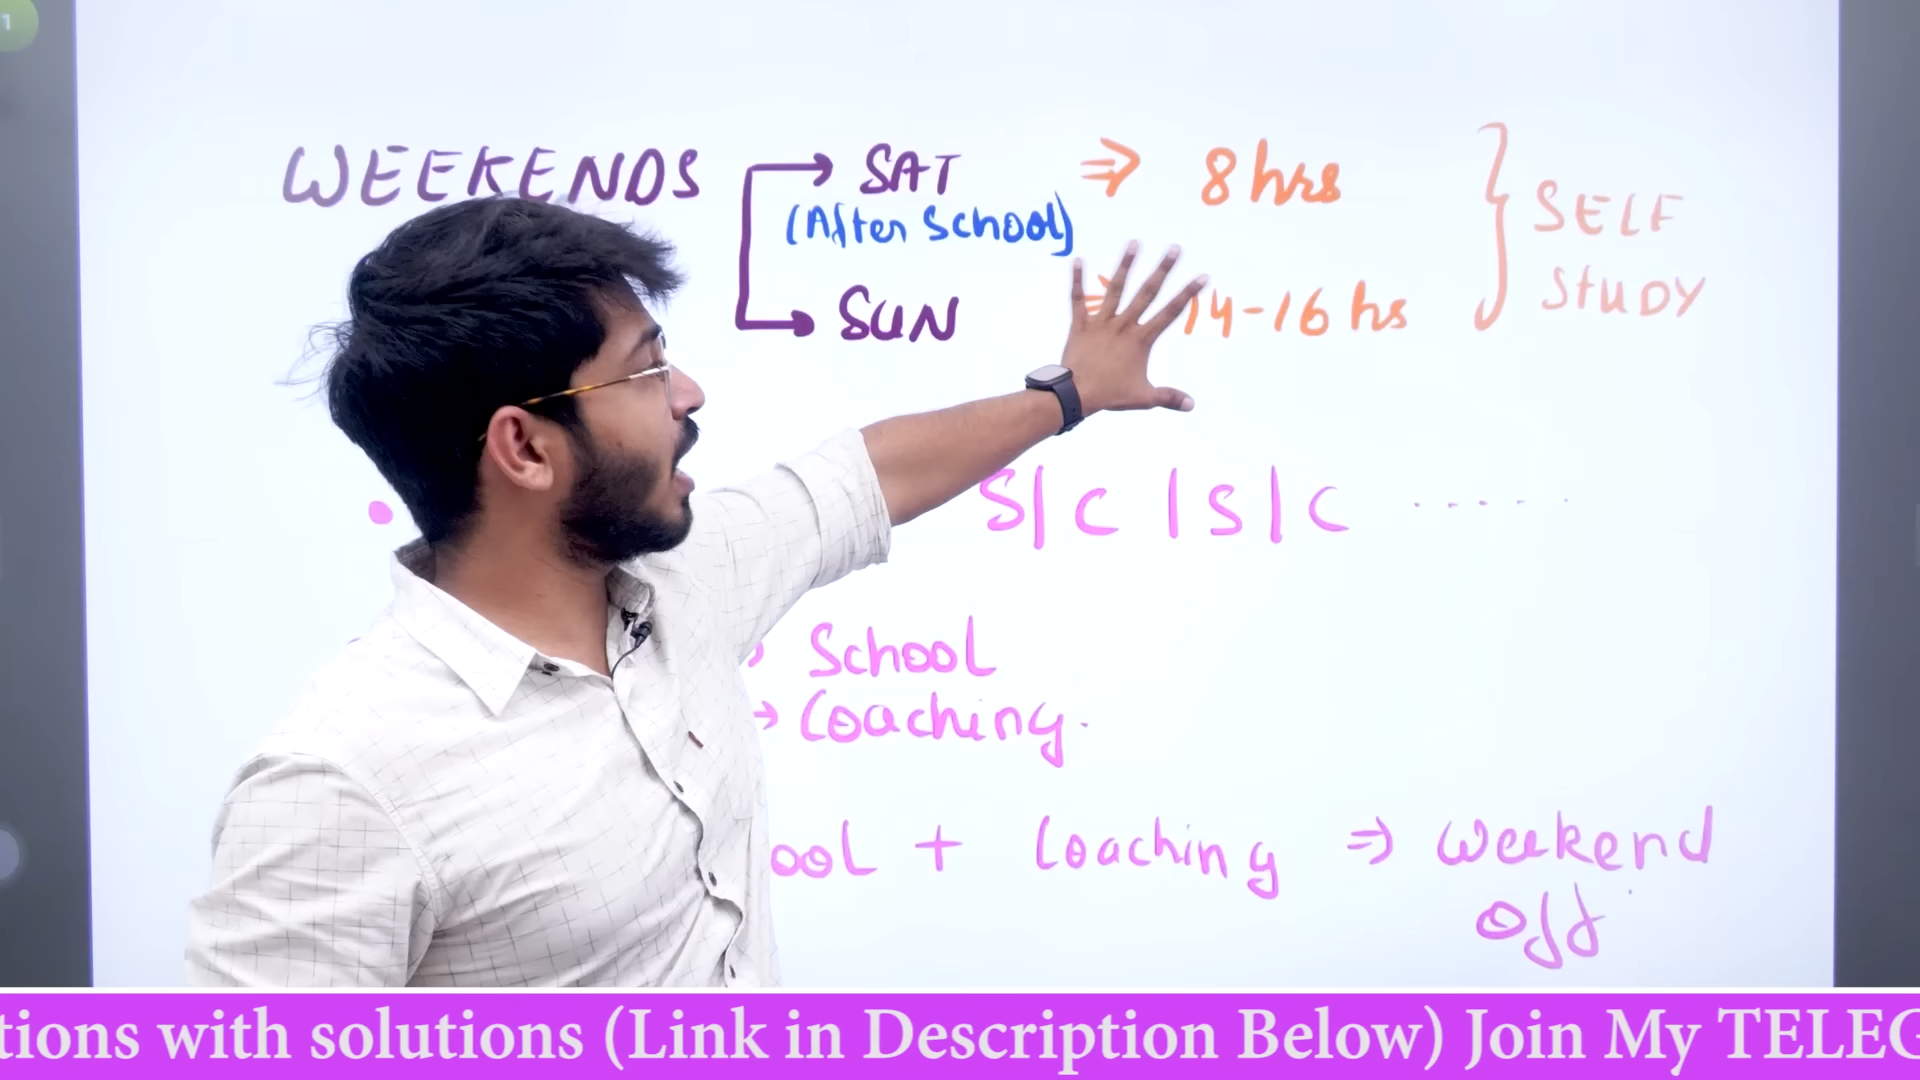 1
WEEKENDS → SAT ⇒ 8 hrs
(After School)
→ SUN ⇒ 14-16 hs
} SELF
STUDY
S| C | S | C ......
School
→ Coaching.
ool + Coaching ⇒ Weekend
off
tions with solutions (Link in Description Below) Join My TELEG